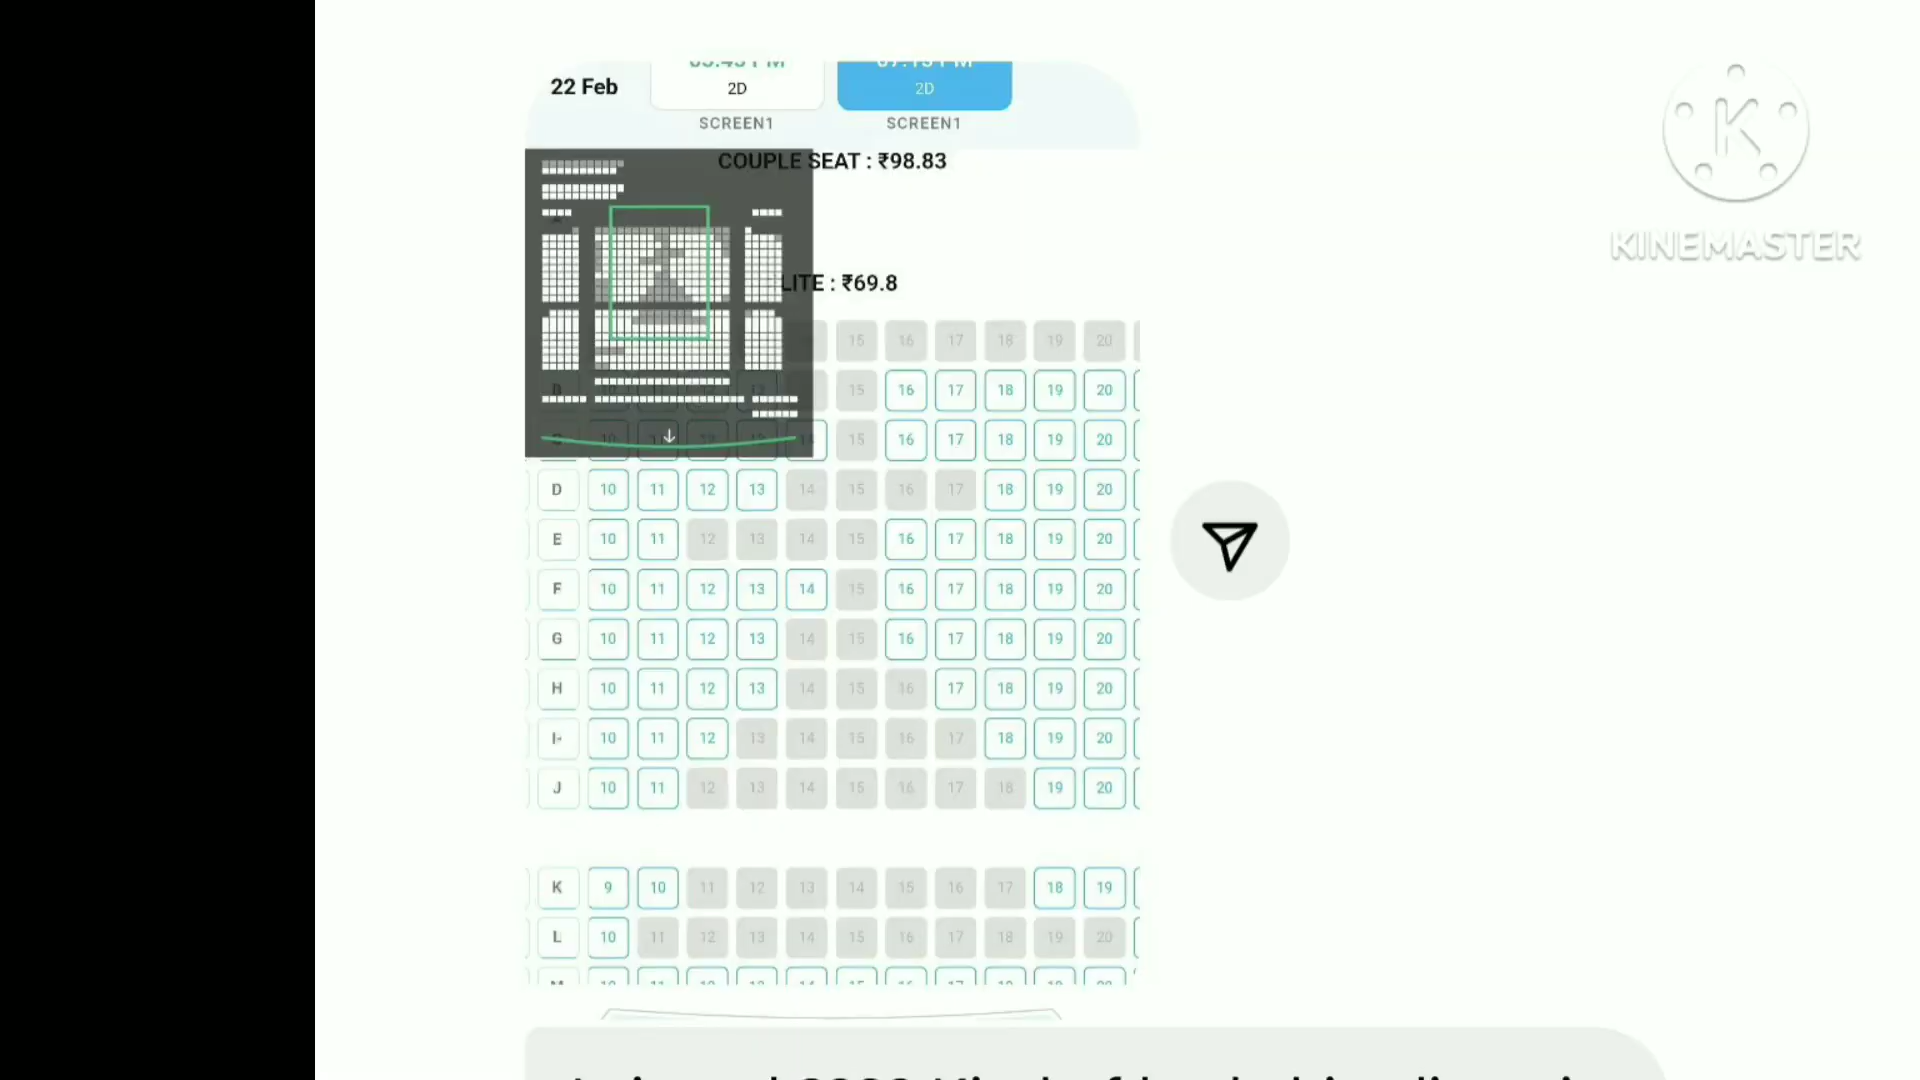 22 Feb
2D
2D
SCREEN1
SCREEN1
COUPLE SEAT : ₹98.83
LITE : ₹69.8
15 16 17 18 19 20
15 16 17 18 19 20
15 16 17 18 19 20
D 10 11 12 13 14 15 16 17 18 19 20
E 10 11 12 13 14 15 16 17 18 19 20
F 10 11 12 13 14 15 16 17 18 19 20
G 10 11 12 13 14 15 16 17 18 19 20
H 10 11 12 13 14 15 16 17 18 19 20
10 11 12 13 14 15 16 17 18 19 20
J 10 11 12 13 14 15 16 17 18 19 20
K 9 10 11 12 13 14 15 16 17 18 19
L 10 11 12 13 14 15 16 17 18 19 20
K
KINEMASTER